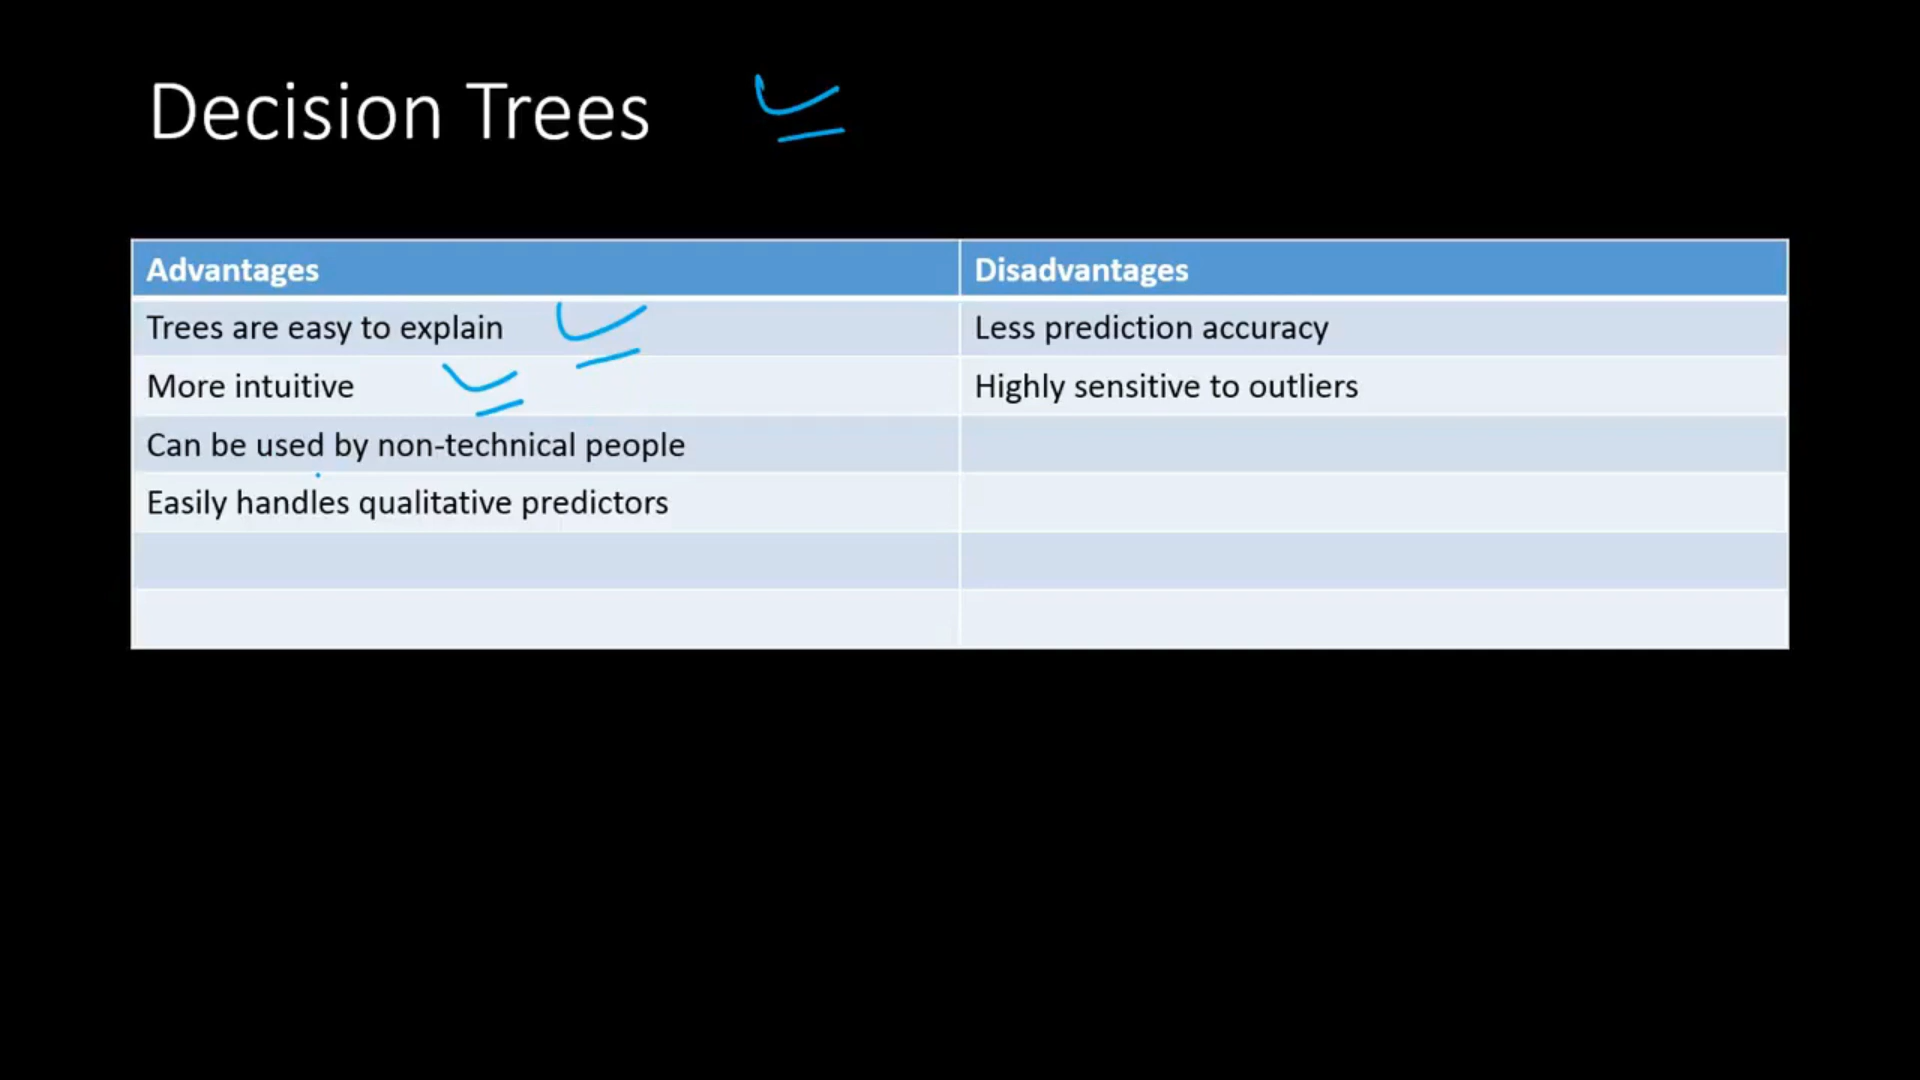 Decision Trees
Advantages Disadvantages
Trees are easy to explain Less prediction accuracy
More intuitive Highly sensitive to outliers
Can be used by non-technical people
Easily handles qualitative predictors